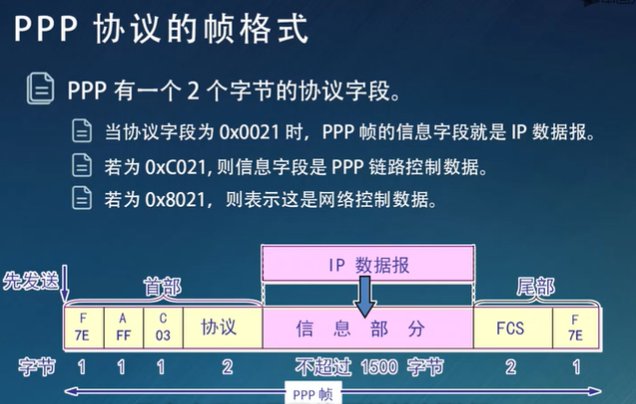 PPP 协议的帧格式
PPP 有一个 2 个字节的协议字段。
当协议字段为 0x0021 时，PPP 帧的信息字段就是 IP 数据报。
若为 0xC021, 则信息字段是 PPP 链路控制数据。
若为 0x8021，则表示这是网络控制数据。
IP 数据报
先发送 首部 尾部
F A C F
7E FF 03 协议 信息部分 FCS 7E
字节 1 1 1 2 不超过 1500 字节 2 1
PPP 帧